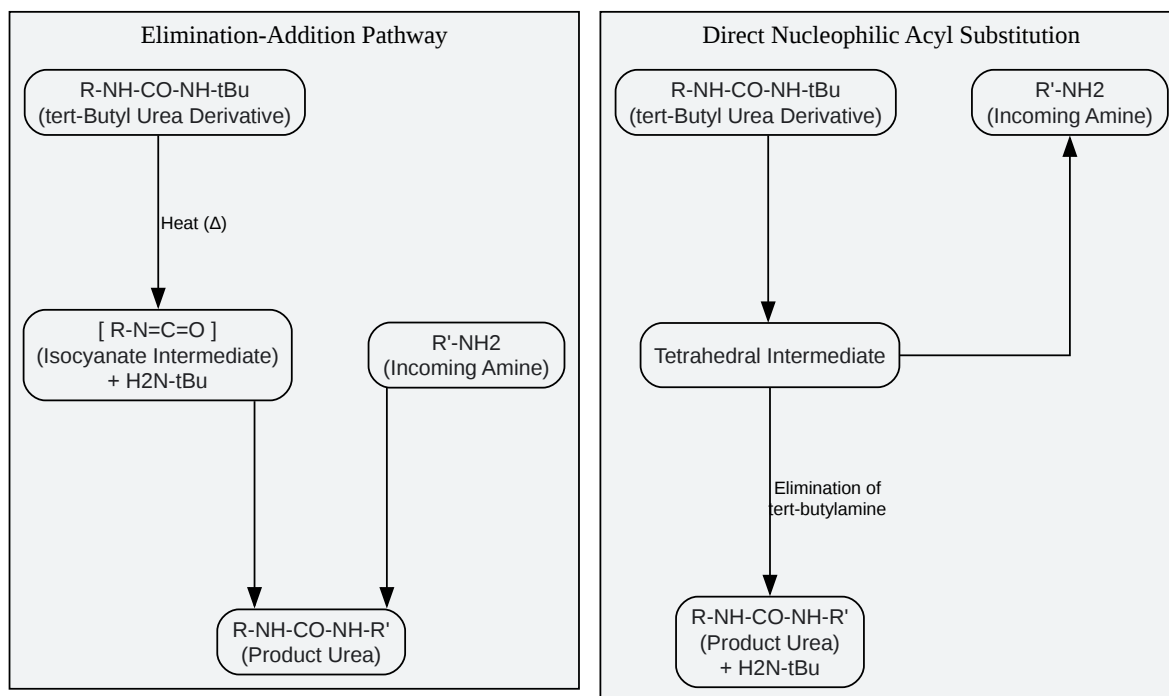 Elimination-Addition Pathway
R-NH-CO-NH-tBu
(tert-Butyl Urea Derivative)
Heat (Δ)
[ R-N=C=O ]
(Isocyanate Intermediate)
+ H2N-tBu
R'-NH2
(Incoming Amine)
R-NH-CO-NH-R'
(Product Urea)
Direct Nucleophilic Acyl Substitution
R-NH-CO-NH-tBu
(tert-Butyl Urea Derivative)
R'-NH2
(Incoming Amine)
Tetrahedral Intermediate
Elimination of
tert-butylamine
R-NH-CO-NH-R'
(Product Urea)
+ H2N-tBu